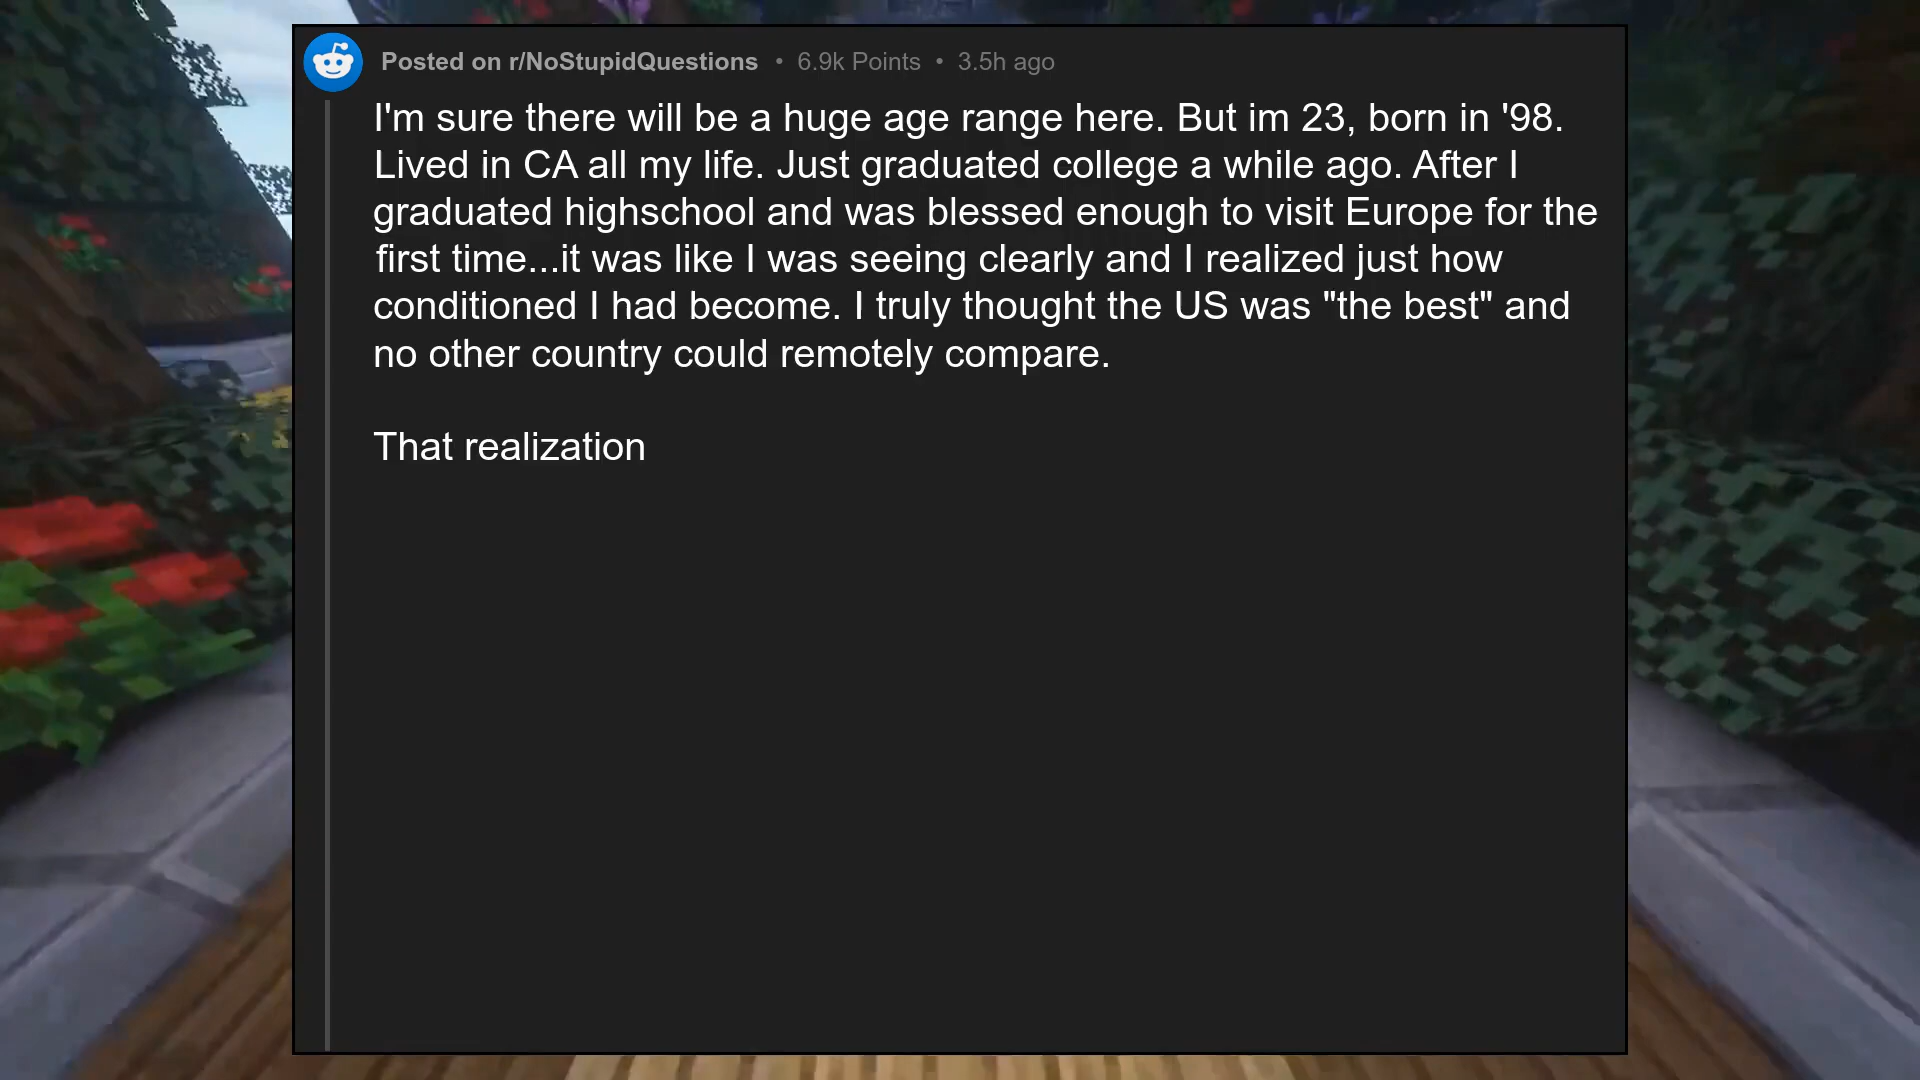 Posted on r/NoStupidQuestions • 6.9k Points • 3.5h ago
I'm sure there will be a huge age range here. But im 23, born in '98.
Lived in CA all my life. Just graduated college a while ago. After I
graduated highschool and was blessed enough to visit Europe for the
first time...it was like I was seeing clearly and I realized just how
conditioned I had become. I truly thought the US was "the best" and
no other country could remotely compare.
That realization